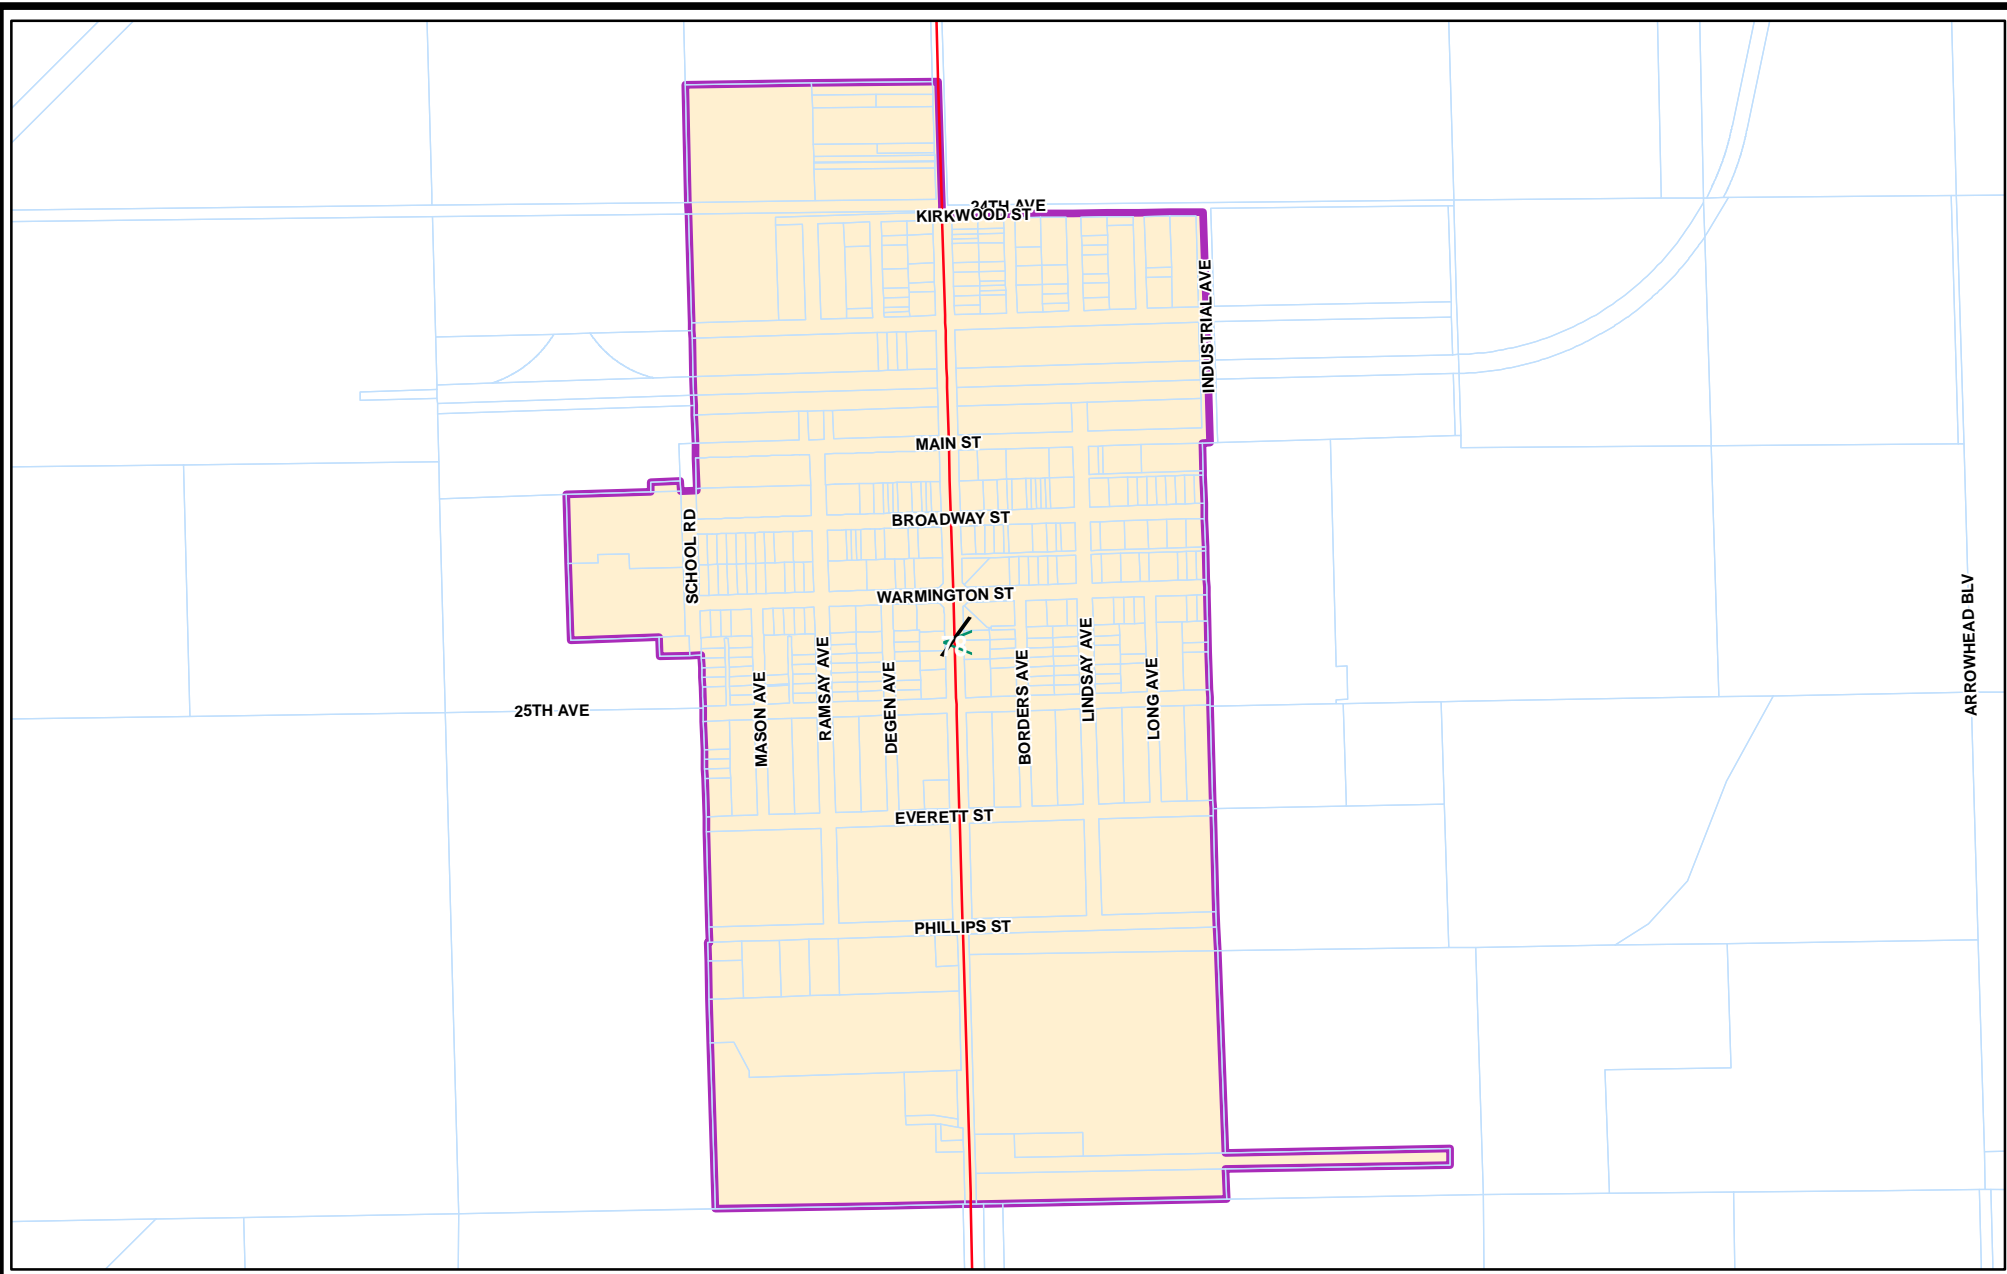 24TH AVE
KIRKWOOD ST
INDUSTRIAL AVE
MAIN ST
BROADWAY ST
SCHOOL RD
WARMINGTON ST
ARROWHEAD BLV
MASON AVE
RAMSAY AVE
DEGEN AVE
BORDERS AVE
LINDSAY AVE
LONG AVE
25TH AVE
EVERETT ST
PHILLIPS ST